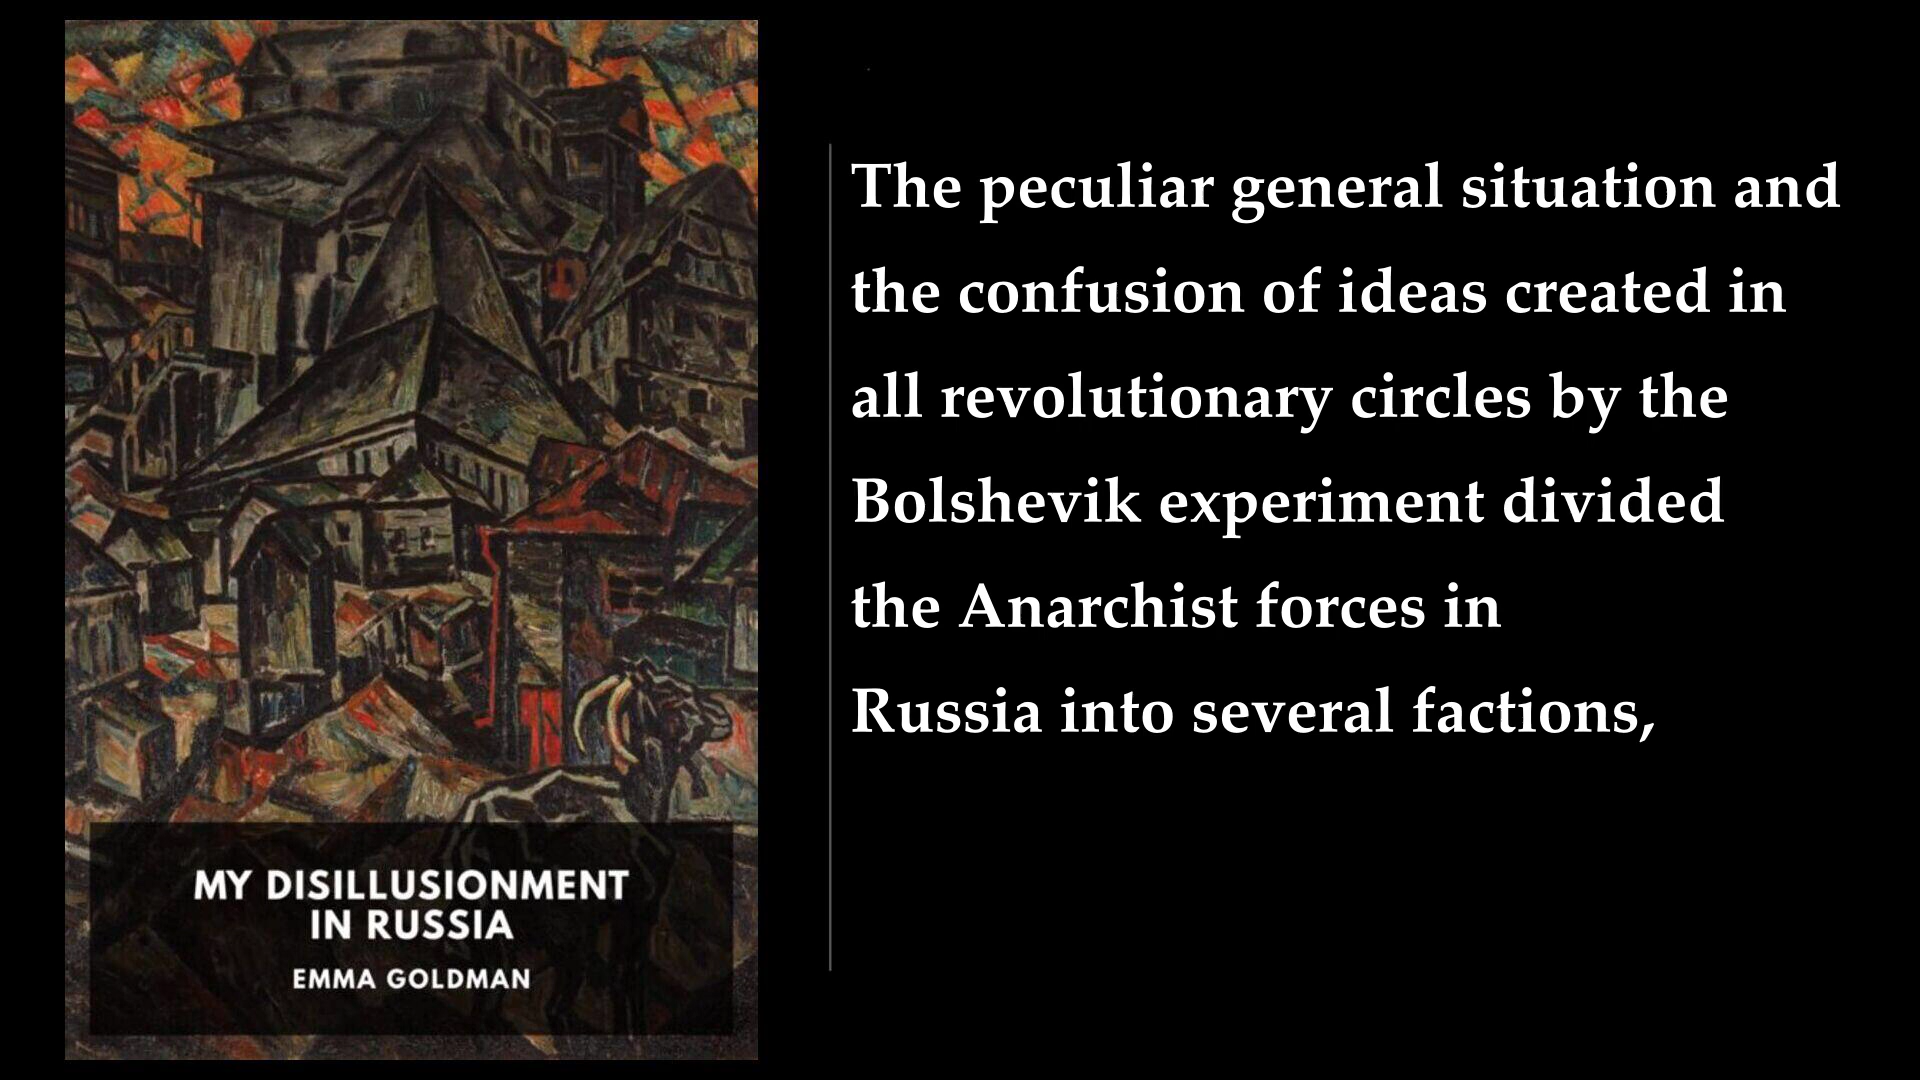 MY DISILLUSIONMENT
IN RUSSIA
EMMA GOLDMAN
The peculiar general situation and
the confusion of ideas created in
all revolutionary circles by the
Bolshevik experiment divided
the Anarchist forces in
Russia into several factions,